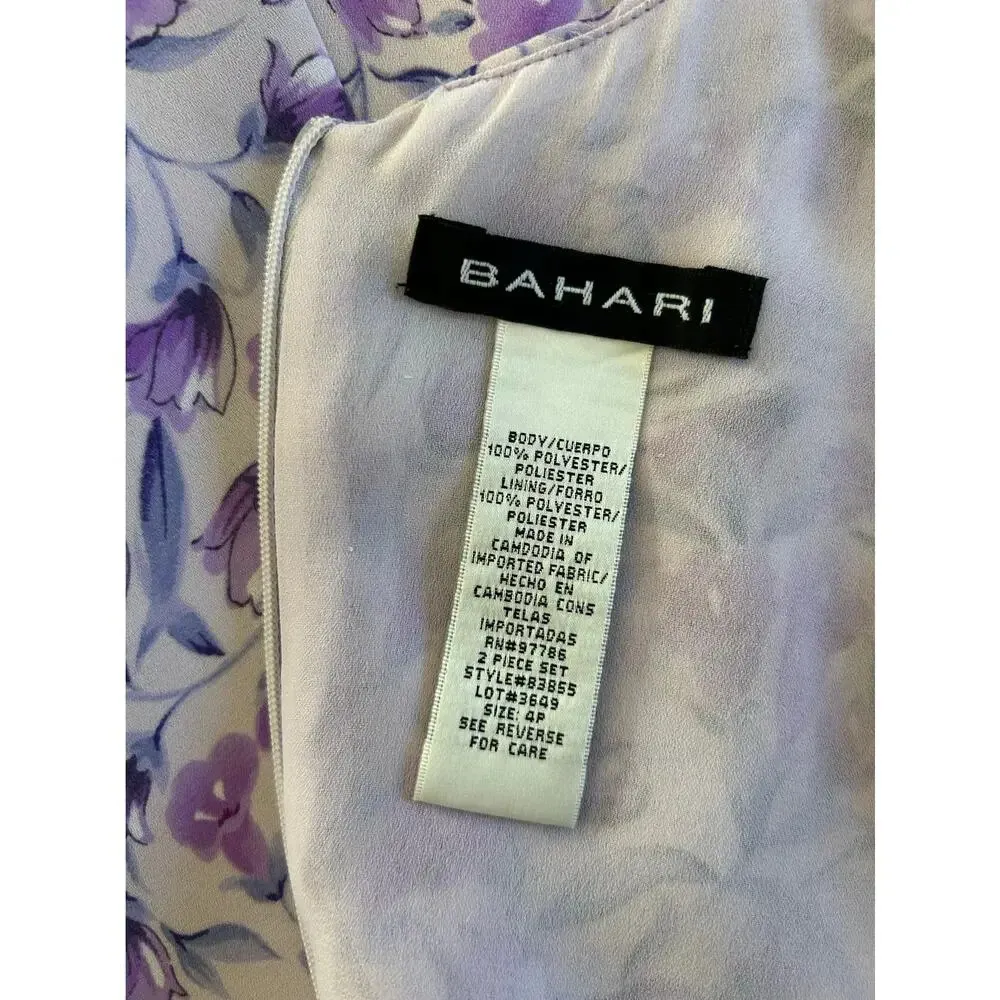 BAHARI
BODY/CUERPO
100% POLYESTER/
POLIESTER
LINING/FORRO
100% POLYESTER/
POLIESTER
MADE IN
CAMBODIA OF
IMPORTED FABRIC/
HECHO EN
CAMBODIA CONS
TELAS
IMPORTADAS
RN#97786
2 PIECE SET
STYLE#83855
LOT#3649
SIZE: 4P
SEE REVERSE
FOR CARE